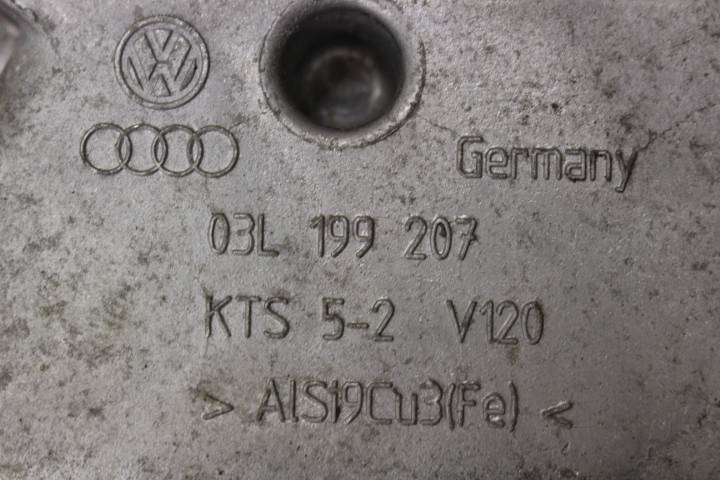 VW
Germany
03L 199 207
KTS 5-2 V120
> AlSi9Cu3(Fe) <